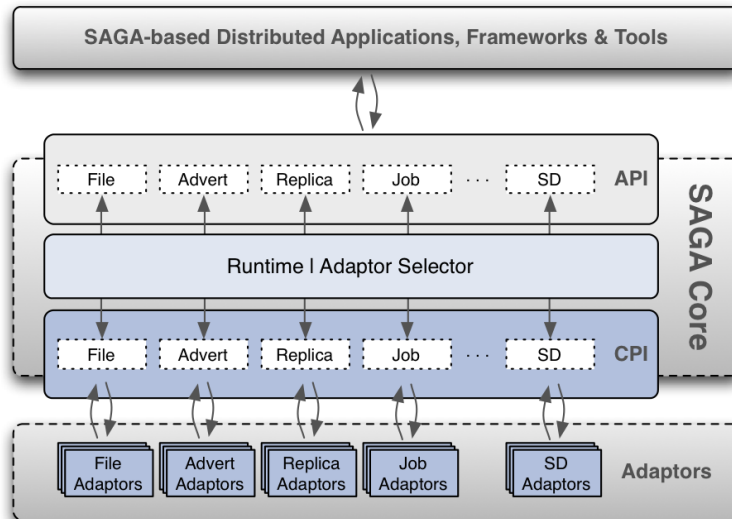 SAGA-based Distributed Applications, Frameworks & Tools
File Advert Replica Job ... SD API
Runtime | Adaptor Selector
SAGA Core
File Advert Replica Job ... SD CPI
File Adaptors
Advert Adaptors
Replica Adaptors
Job Adaptors
SD Adaptors
Adaptors